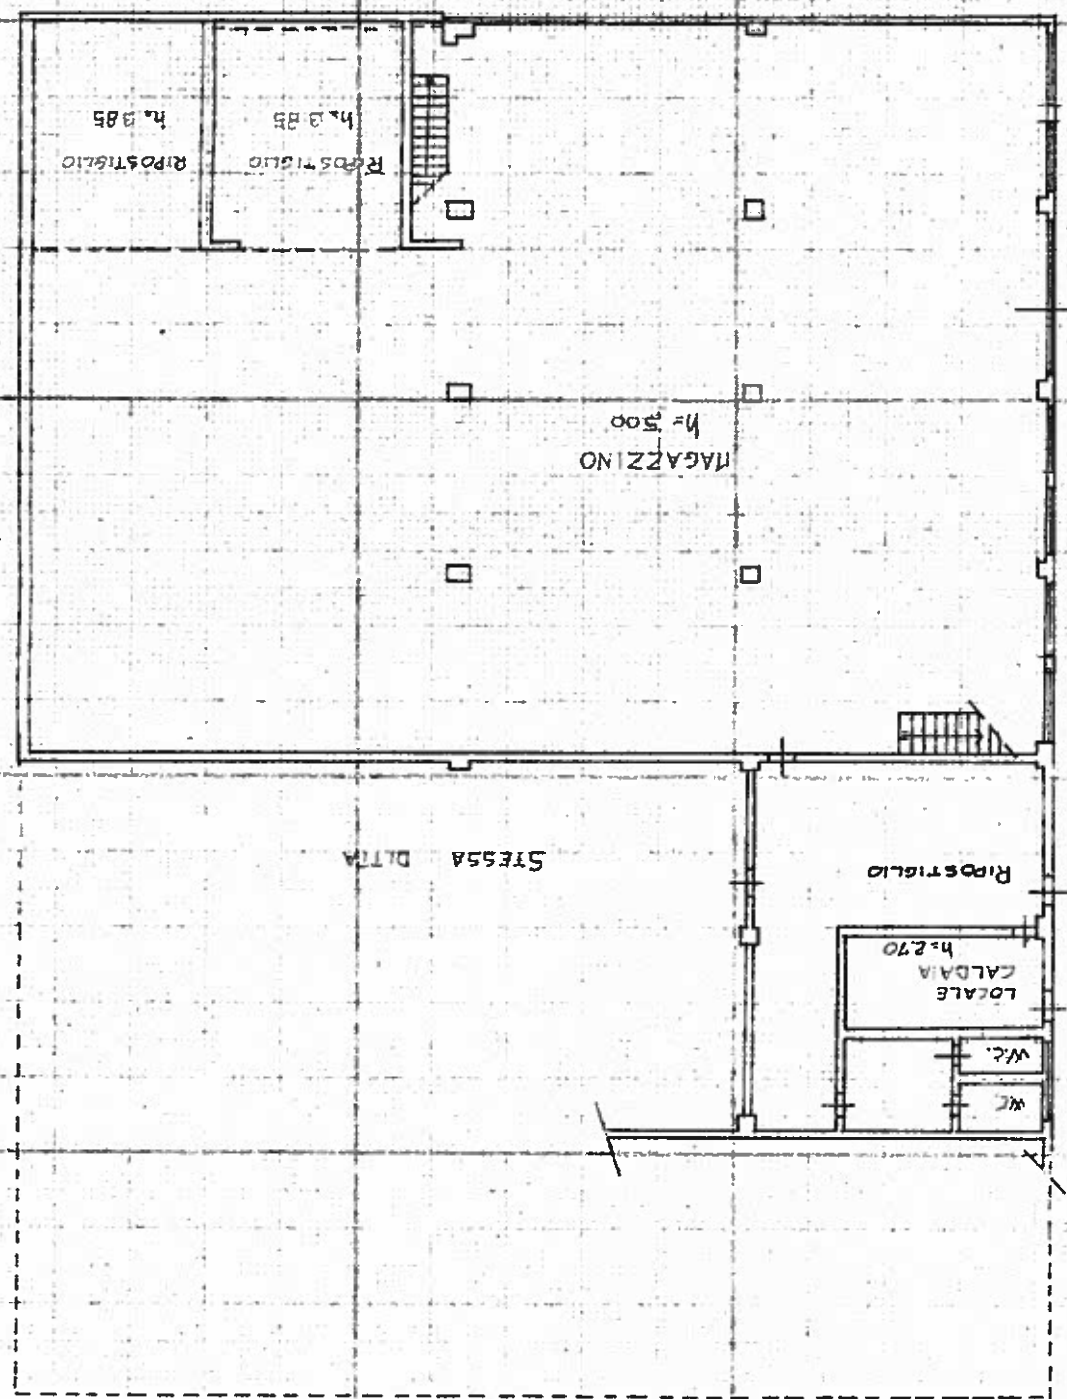 W.C.
W.C.
LOCALE
CALDAIA
h=2.70
RIPOSTIGLIO
STESSA DITTA
MAGAZZINO
h= 5.00
RIPOSTIGLIO
h=3.85
RIPOSTIGLIO
h=3.85